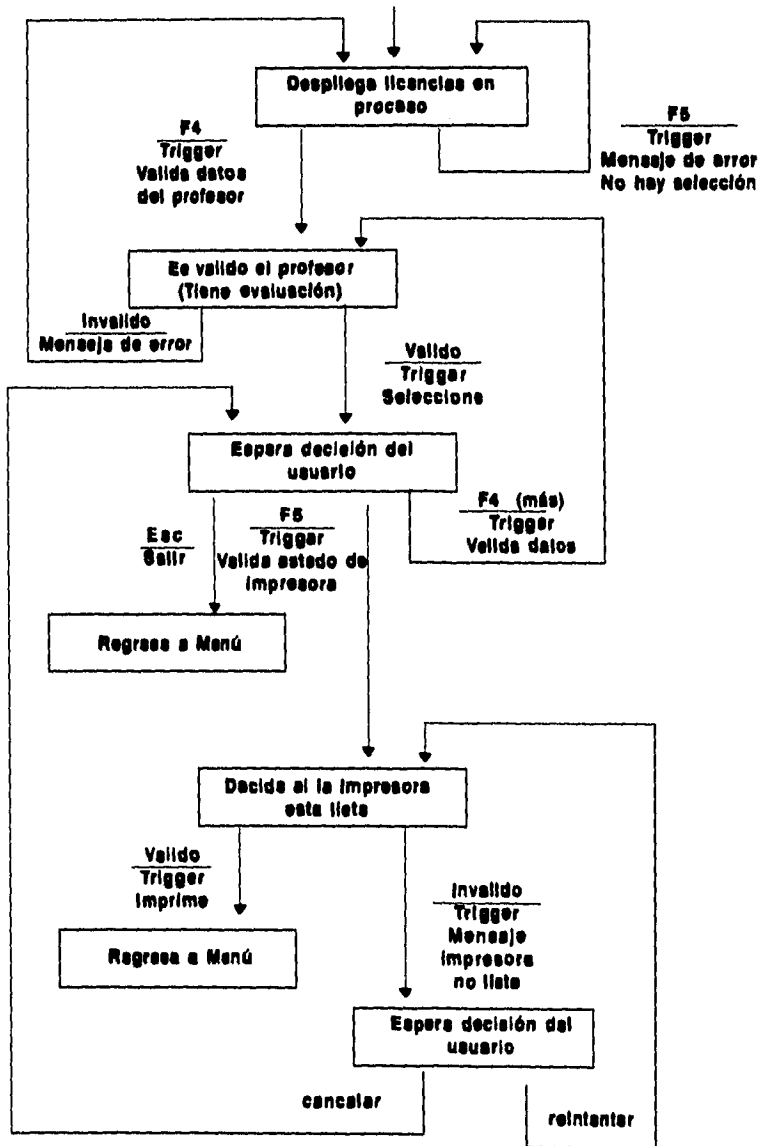 Despliega licencias en
proceso
F4
Trigger
Valida datos
del profesor
F5
Trigger
Mensaje de error
No hay selección
Es valido el profesor
(Tiene evaluación)
Invalido
Mensaje de error
Valido
Trigger
Seleccione
Espera decisión del
usuario
F4 (más)
Trigger
Valida datos
Esc
Salir
F5
Trigger
Valida estado de
impresora
Regresa a Menú
Decide si la impresora
esta lista
Valido
Trigger
Imprime
Invalido
Trigger
Mensaje
impresora
no lista
Regresa a Menú
Espera decisión del
usuario
cancelar
reintentar